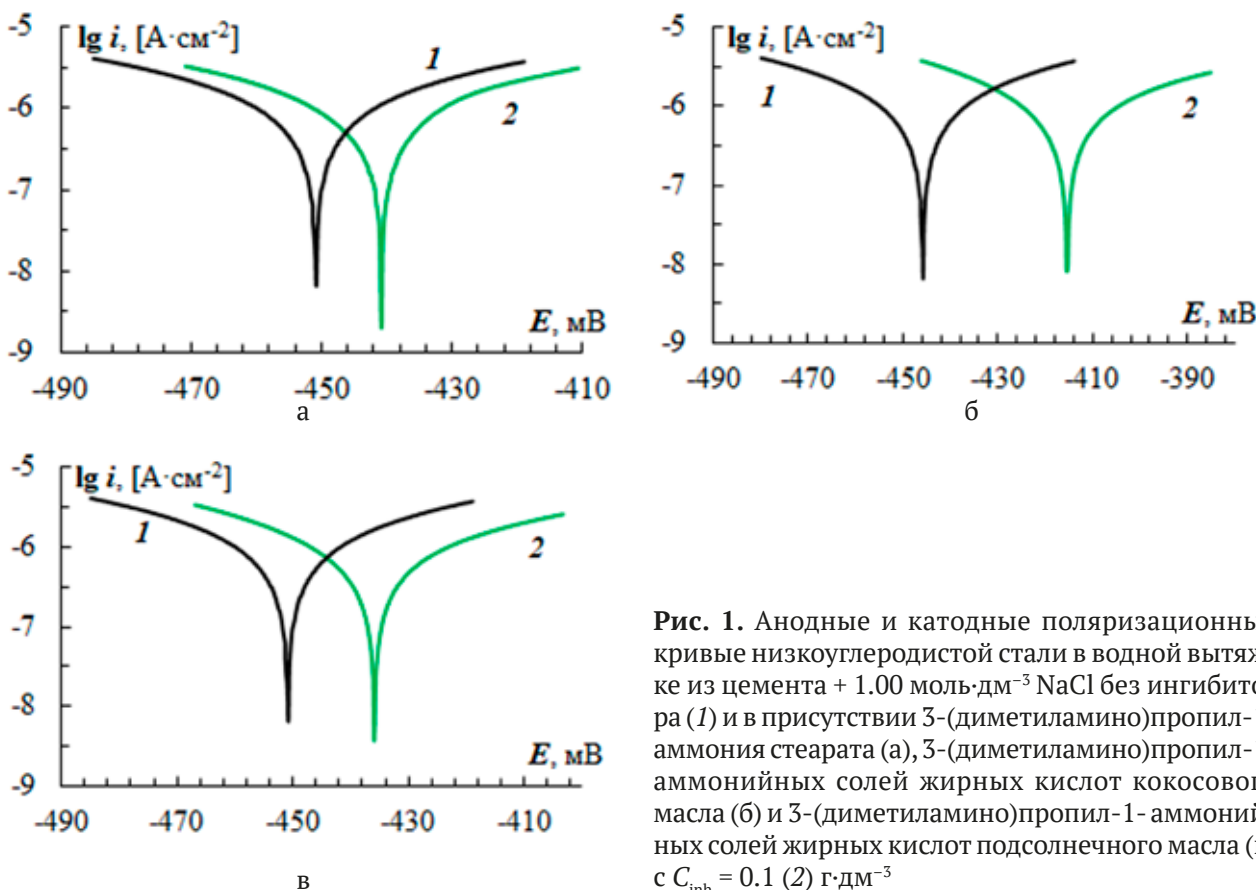 -5
lg i, [А·см⁻²]
1
2
-6
-7
-8
E, мВ
-9
-490 -470 -450 -430 -410
а
-5
lg i, [А·см⁻²]
1
2
-6
-7
-8
E, мВ
-9
-490 -470 -450 -430 -410 -390
б
-5
lg i, [А·см⁻²]
1
2
-6
-7
-8
E, мВ
-9
-490 -470 -450 -430 -410
в
Рис. 1. Анодные и катодные поляризационны
кривые низкоуглеродистой стали в водной вытяж
ке из цемента + 1.00 моль·дм⁻³ NaCl без ингибито
ра (1) и в присутствии 3-(диметиламино)пропил-
аммония стеарата (а), 3-(диметиламино)пропил-
аммонийных солей жирных кислот кокосовог
масла (б) и 3-(диметиламино)пропил-1- аммоний
ных солей жирных кислот подсолнечного масла (
с Cinh = 0.1 (2) г·дм⁻³